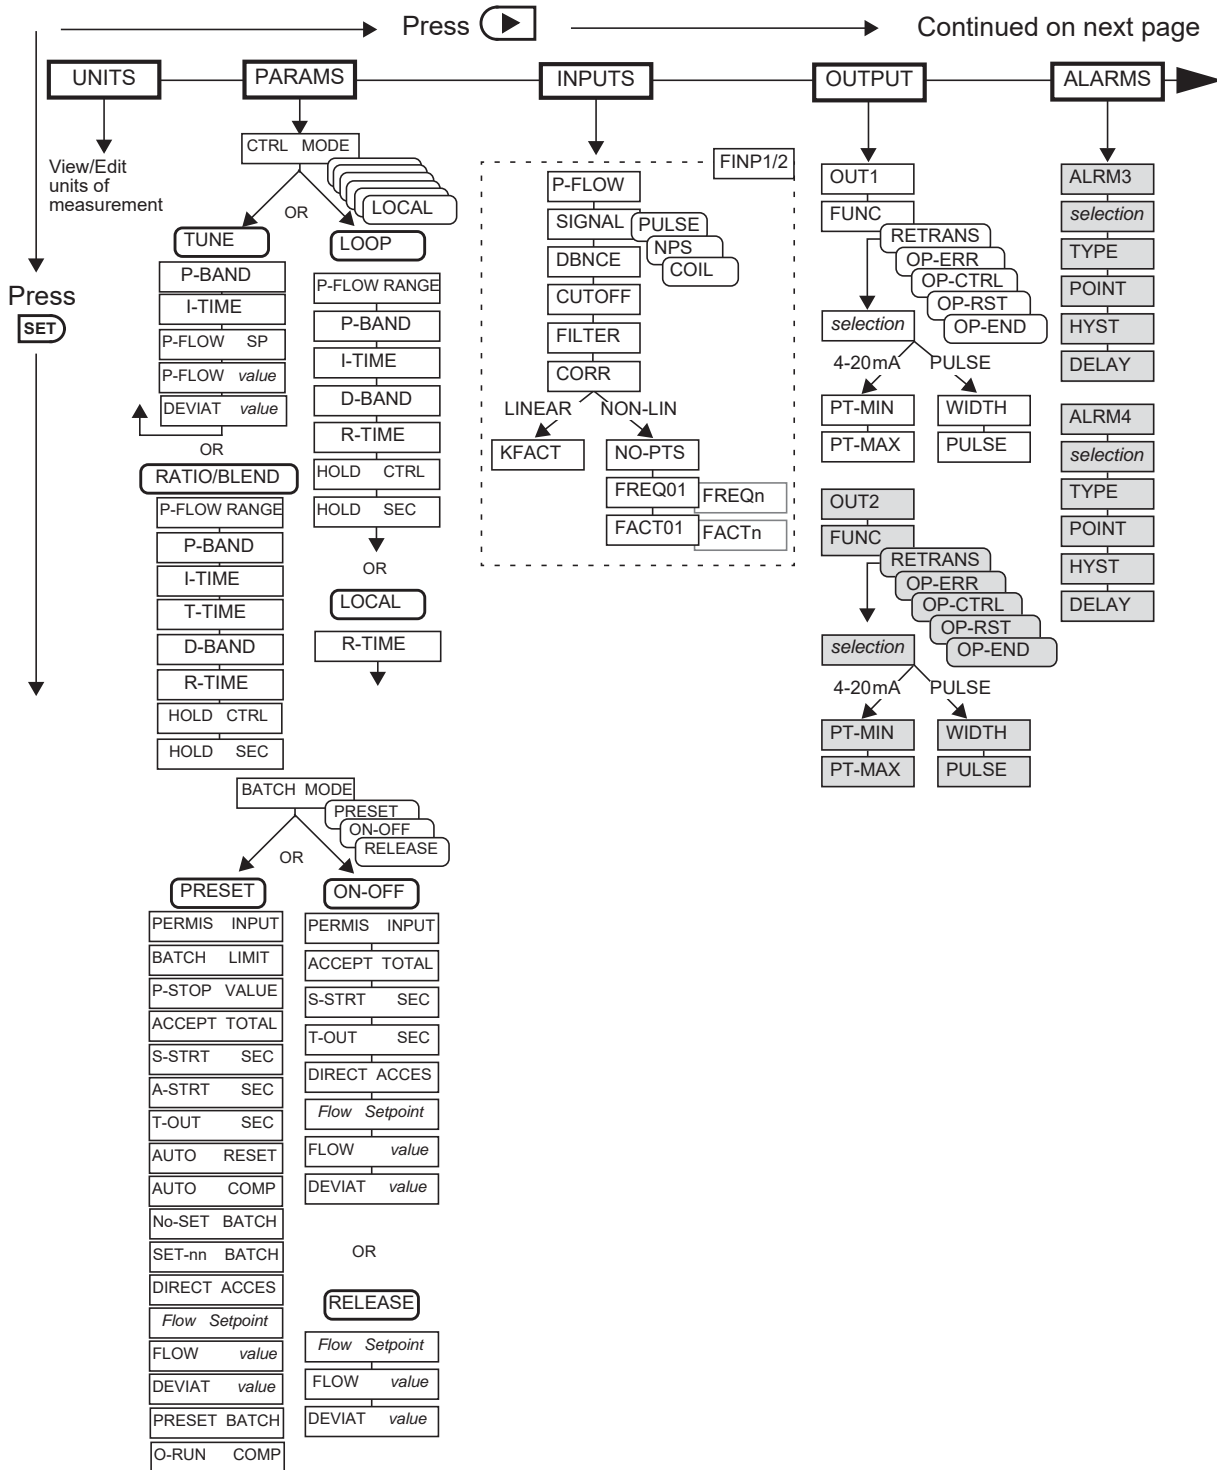 Press
Continued on next page
UNITS
PARAMS
INPUTS
OUTPUT
ALARMS
Press
SET
View/Edit
units of
measurement
CTRL MODE
LOCAL
OR
TUNE
P-BAND
I-TIME
P-FLOW SP
P-FLOW value
DEVIAT value
OR
LOOP
P-FLOW RANGE
P-BAND
I-TIME
D-BAND
R-TIME
HOLD CTRL
HOLD SEC
OR
LOCAL
R-TIME
RATIO/BLEND
P-FLOW RANGE
P-BAND
I-TIME
T-TIME
D-BAND
R-TIME
HOLD CTRL
HOLD SEC
BATCH MODE
PRESET
ON-OFF
RELEASE
OR
PRESET
PERMIS INPUT
BATCH LIMIT
P-STOP VALUE
ACCEPT TOTAL
S-STRT SEC
A-STRT SEC
T-OUT SEC
AUTO RESET
AUTO COMP
No-SET BATCH
SET-nn BATCH
DIRECT ACCES
Flow Setpoint
FLOW value
DEVIAT value
PRESET BATCH
O-RUN COMP
ON-OFF
PERMIS INPUT
ACCEPT TOTAL
S-STRT SEC
T-OUT SEC
DIRECT ACCES
Flow Setpoint
FLOW value
DEVIAT value
OR
RELEASE
Flow Setpoint
FLOW value
DEVIAT value
FINP1/2
P-FLOW
SIGNAL
PULSE
NPS
COIL
DBNCE
CUTOFF
FILTER
CORR
LINEAR
NON-LIN
KFACT
NO-PTS
FREQ01
FREQn
FACT01
FACTn
OUT1
FUNC
RETRANS
OP-ERR
OP-CTRL
OP-RST
OP-END
selection
4-20mA
PULSE
PT-MIN
WIDTH
PT-MAX
PULSE
OUT2
FUNC
RETRANS
OP-ERR
OP-CTRL
OP-RST
OP-END
selection
4-20mA
PULSE
PT-MIN
WIDTH
PT-MAX
PULSE
ALRM3
selection
TYPE
POINT
HYST
DELAY
ALRM4
selection
TYPE
POINT
HYST
DELAY